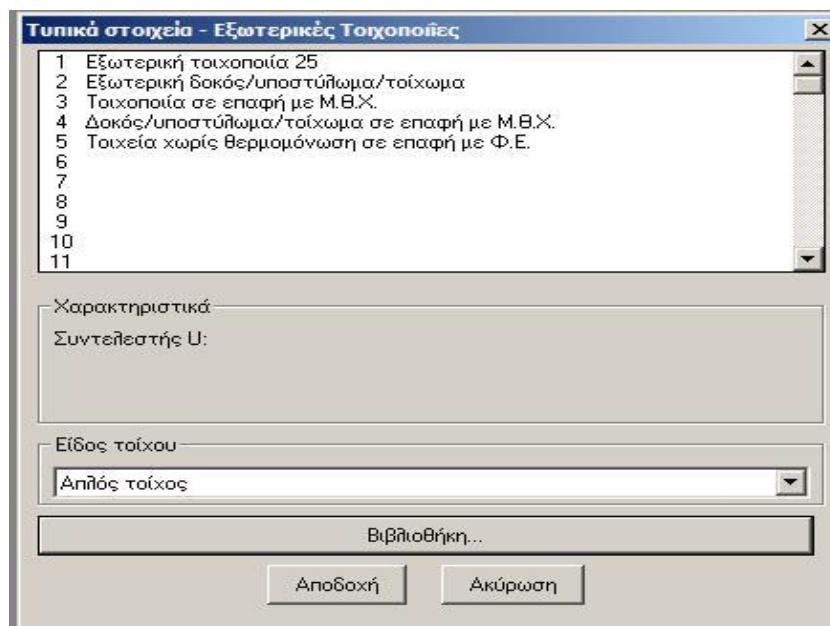 Τυπικά στοιχεία - Εξωτερικές Τοιχοποιίες
1 Εξωτερική τοιχοποιία 25
2 Εξωτερική δοκός/υποστύλωμα/τοίχωμα
3 Τοιχοποιία σε επαφή με Μ.Θ.Χ.
4 Δοκός/υποστύλωμα/τοίχωμα σε επαφή με Μ.Θ.Χ.
5 Τοιχεία χωρίς θερμομόνωση σε επαφή με Φ.Ε.
6
7
8
9
10
11
Χαρακτηριστικά
Συντελεστής U:
Είδος τοίχου
Απλός τοίχος
Βιβλιοθήκη...
Αποδοχή Ακύρωση